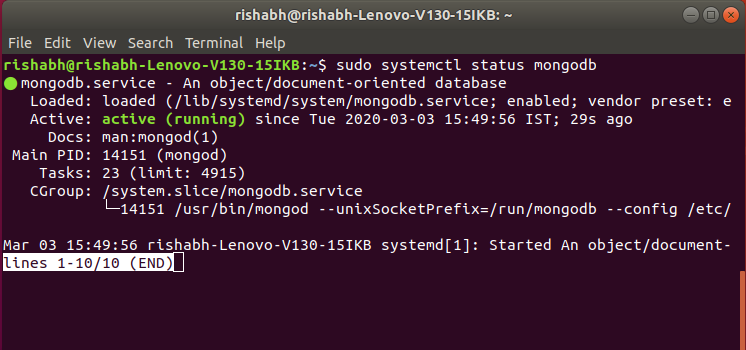 rishabh@rishabh-Lenovo-V130-15IKB: ~
File Edit View Search Terminal Help
rishabh@rishabh-Lenovo-V130-15IKB:~$ sudo systemctl status mongodb
● mongodb.service - An object/document-oriented database
   Loaded: loaded (/lib/systemd/system/mongodb.service; enabled; vendor preset: e
   Active: active (running) since Tue 2020-03-03 15:49:56 IST; 29s ago
     Docs: man:mongod(1)
 Main PID: 14151 (mongod)
    Tasks: 23 (limit: 4915)
   CGroup: /system.slice/mongodb.service
           └─14151 /usr/bin/mongod --unixSocketPrefix=/run/mongodb --config /etc/
Mar 03 15:49:56 rishabh-Lenovo-V130-15IKB systemd[1]: Started An object/document-
lines 1-10/10 (END)